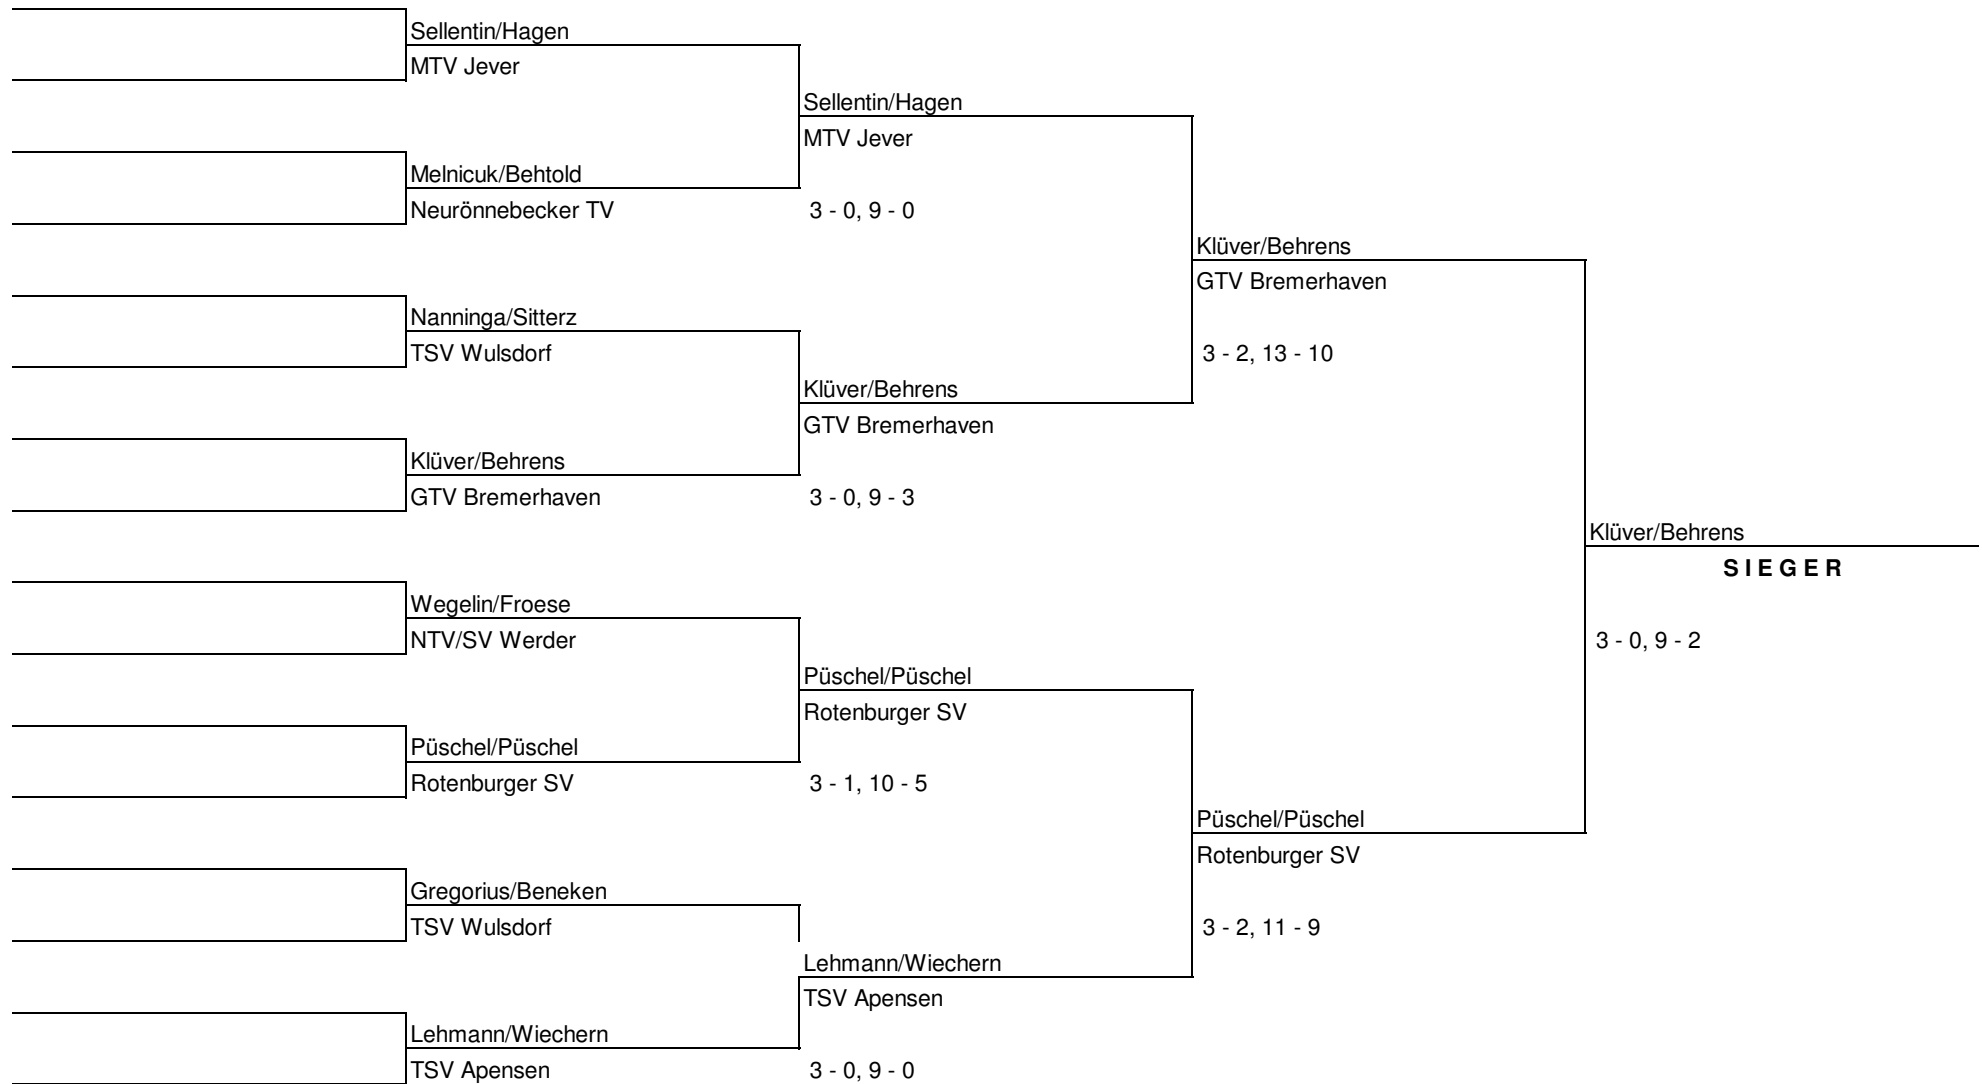 Sellentin/Hagen
MTV Jever
Sellentin/Hagen
MTV Jever
Melnicuk/Behtold
Neurönnebecker TV
3 - 0, 9 - 0
Klüver/Behrens
GTV Bremerhaven
Nanninga/Sitterz
TSV Wulsdorf
3 - 2, 13 - 10
Klüver/Behrens
GTV Bremerhaven
Klüver/Behrens
GTV Bremerhaven
3 - 0, 9 - 3
Klüver/Behrens
SIEGER
Wegelin/Froese
NTV/SV Werder
3 - 0, 9 - 2
Püschel/Püschel
Rotenburger SV
Püschel/Püschel
Rotenburger SV
3 - 1, 10 - 5
Püschel/Püschel
Rotenburger SV
Gregorius/Beneken
TSV Wulsdorf
3 - 2, 11 - 9
Lehmann/Wiechern
TSV Apensen
Lehmann/Wiechern
TSV Apensen
3 - 0, 9 - 0